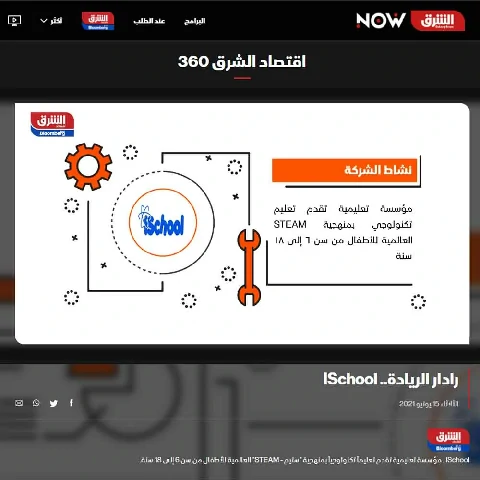 الشرق NOW البرامج عند الطلب الشرق Bloomberg أكثر
اقتصاد الشرق 360
الشرق
Bloomberg
نشاط الشركة
مؤسسة تعليمية تقدم تعليم
تكنولوجي بمنهجية STEAM
العالمية للأطفال من سن ٦ إلى ١٨
سنة
iSchool
رادار الريادة.. ISchool
الثلاثاء 15 يونيو 2021
الشرق
Bloomberg
ISchool.. مؤسسة تعليمية تقدم تعليماً تكنولوجياً بمنهجية "ستيم - STEAM" العالمية للأطفال من سن 6 إلى 18 سنة.